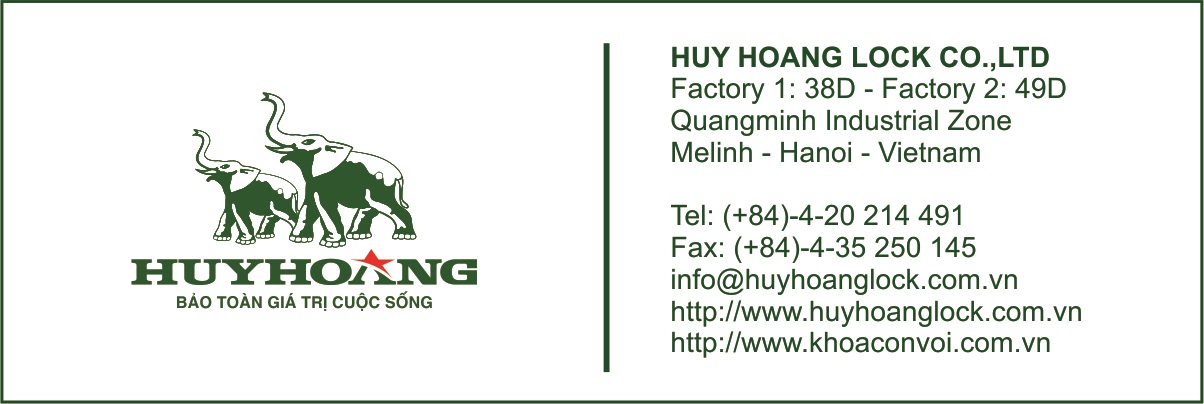 HUYHOANG
BẢO TOÀN GIÁ TRỊ CUỘC SỐNG
HUY HOANG LOCK CO.,LTD
Factory 1: 38D - Factory 2: 49D
Quangminh Industrial Zone
Melinh - Hanoi - Vietnam
Tel: (+84)-4-20 214 491
Fax: (+84)-4-35 250 145
info@huyhoanglock.com.vn
http://www.huyhoanglock.com.vn
http://www.khoaconvoi.com.vn